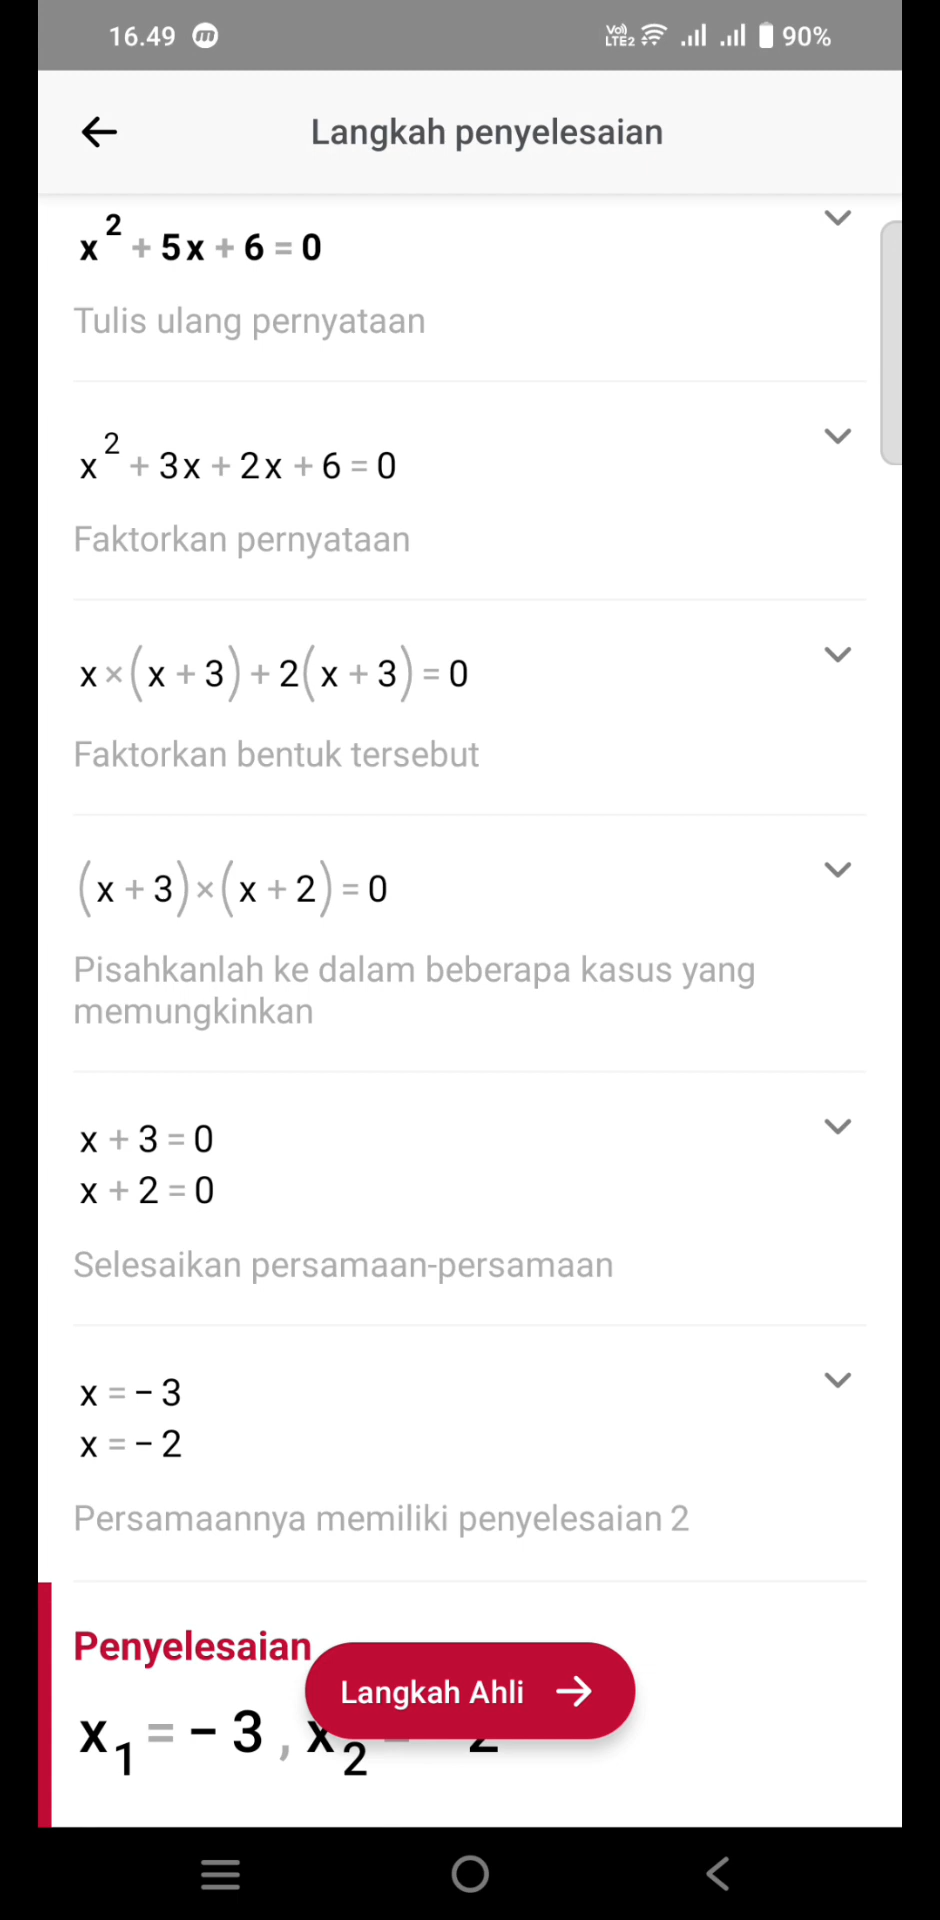 16.49 m Vo)) LTE2 90%
Langkah penyelesaian
x² + 5x + 6 = 0
Tulis ulang pernyataan
x² + 3x + 2x + 6 = 0
Faktorkan pernyataan
x × (x + 3) + 2(x + 3) = 0
Faktorkan bentuk tersebut
(x + 3) × (x + 2) = 0
Pisahkanlah ke dalam beberapa kasus yang
memungkinkan
x + 3 = 0
x + 2 = 0
Selesaikan persamaan-persamaan
x = − 3
x = − 2
Persamaannya memiliki penyelesaian 2
Penyelesaian
Langkah Ahli →
x₁ = − 3 , x₂